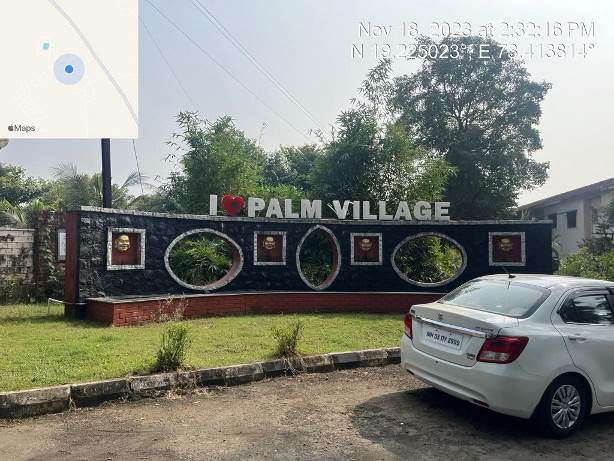 Nov 18, 2023 at 2:32:16 PM
N 19.225023°, E 73.413814°
Maps
I ❤ PALM VILLAGE